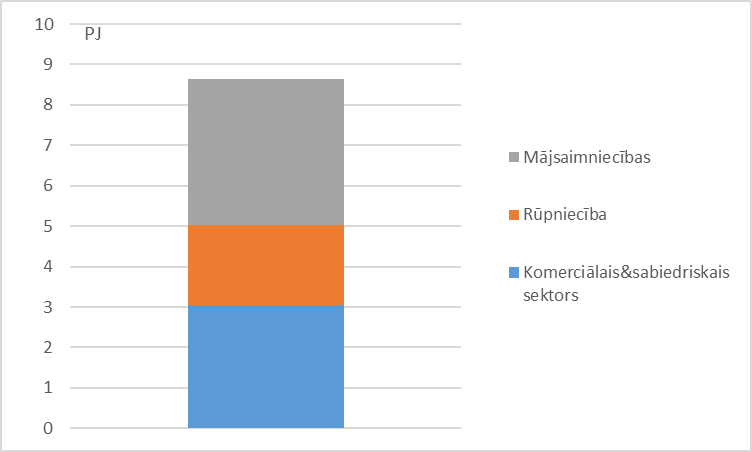 10
PJ
9
8
7
6
5
4
3
2
1
0
Mājsaimniecības
Rūpniecība
Komerciālais&sabiedriskais
sektors